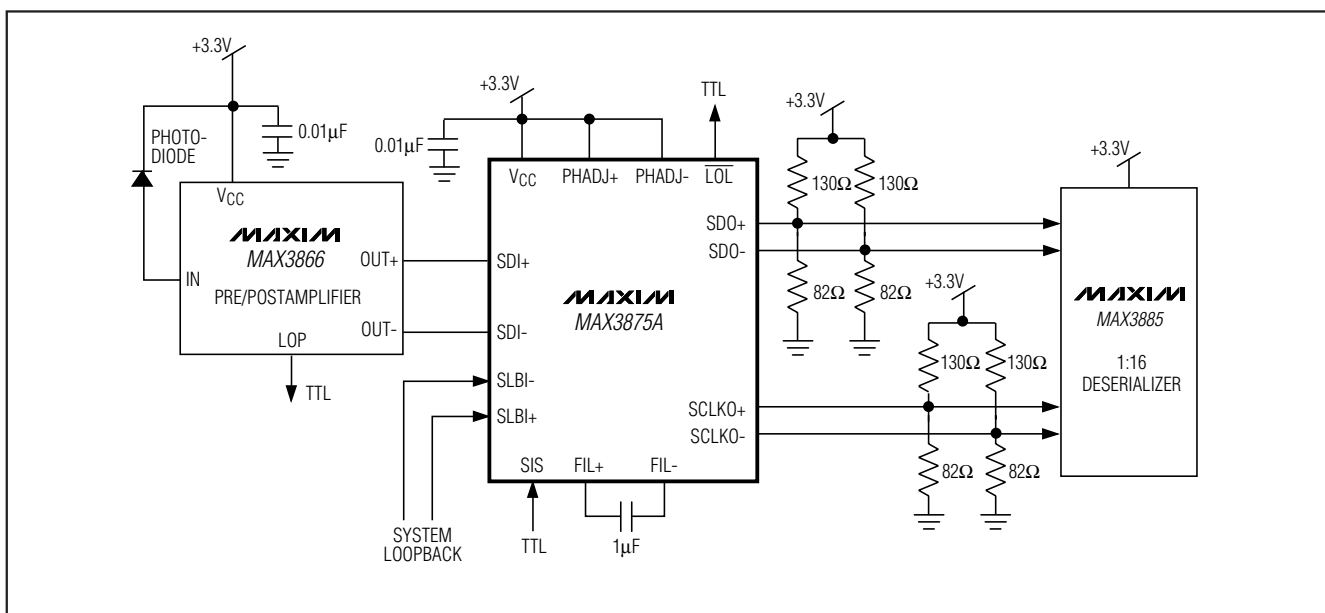 +3.3V
PHOTO-
DIODE
0.01µF
VCC
MAXIM
MAX3866
PRE/POSTAMPLIFIER
IN
OUT+
OUT-
LOP
TTL
+3.3V
0.01µF
TTL
VCC
PHADJ+
PHADJ-
LOL
SDI+
SDI-
SLBI-
SLBI+
MAXIM
MAX3875A
SDO+
SDO-
SCLKO+
SCLKO-
SIS
FIL+
FIL-
SYSTEM
LOOPBACK
TTL
1µF
+3.3V
130Ω
130Ω
82Ω
82Ω
+3.3V
130Ω
130Ω
82Ω
82Ω
+3.3V
MAXIM
MAX3885
1:16
DESERIALIZER